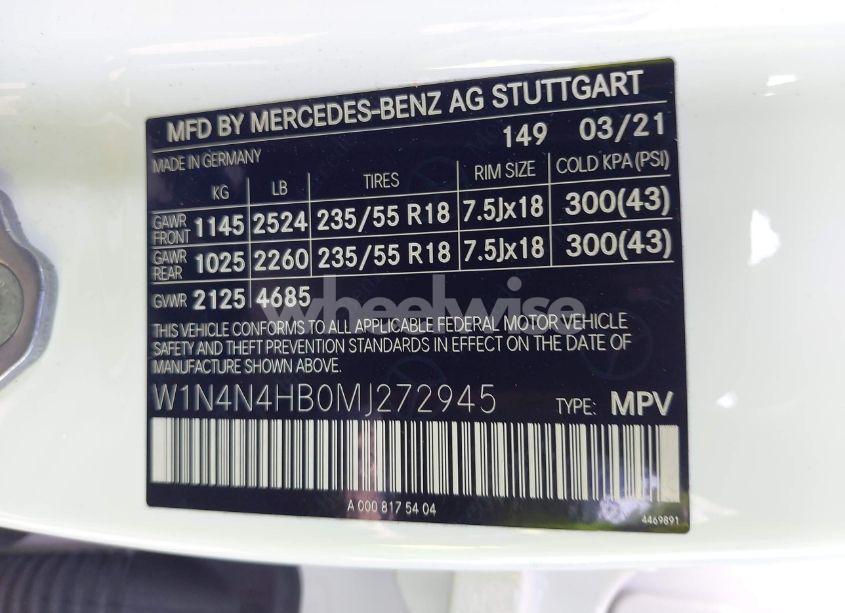 MFD BY MERCEDES-BENZ AG STUTTGART
149 03/21
MADE IN GERMANY
KG LB TIRES RIM SIZE COLD KPA(PSI)
GAWR FRONT 1145 2524 235/55 R18 7.5Jx18 300(43)
GAWR REAR 1025 2260 235/55 R18 7.5Jx18 300(43)
GVWR 2125 4685
wheelwise
THIS VEHICLE CONFORMS TO ALL APPLICABLE FEDERAL MOTOR VEHICLE
SAFETY AND THEFT PREVENTION STANDARDS IN EFFECT ON THE DATE OF
MANUFACTURE SHOWN ABOVE.
W1N4N4HB0MJ272945 TYPE: MPV
A 000 817 54 04
4469891